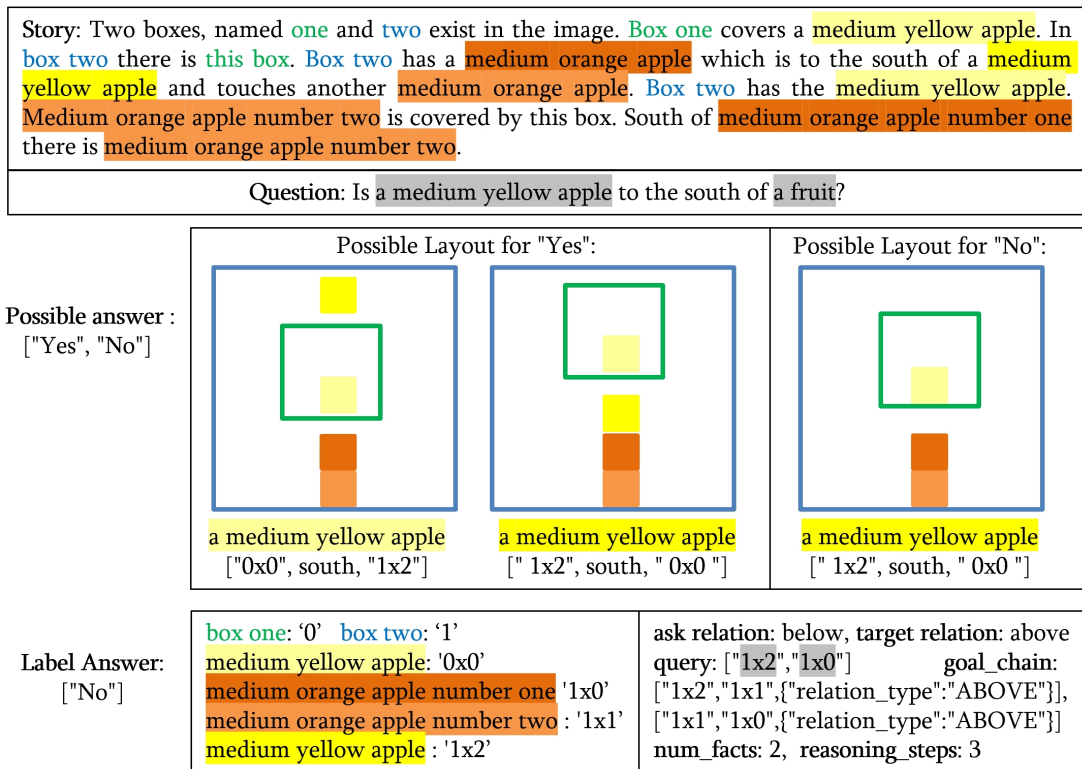 Story: Two boxes, named one and two exist in the image. Box one covers a medium yellow apple. In
box two there is this box. Box two has a medium orange apple which is to the south of a medium
yellow apple and touches another medium orange apple. Box two has the medium yellow apple.
Medium orange apple number two is covered by this box. South of medium orange apple number one
there is medium orange apple number two.
Question: Is a medium yellow apple to the south of a fruit?
Possible answer :
["Yes", "No"]
Possible Layout for "Yes":
Possible Layout for "No":
a medium yellow apple
["0x0", south, "1x2"]
a medium yellow apple
[" 1x2", south, " 0x0 "]
a medium yellow apple
[" 1x2", south, " 0x0 "]
Label Answer:
["No"]
box one: ‘0’ box two: ‘1’
medium yellow apple: '0x0’
medium orange apple number one '1x0’
medium orange apple number two : '1x1’
medium yellow apple : '1x2’
ask relation: below, target relation: above
query: ["1x2","1x0"] goal_chain:
["1x2","1x1",{"relation_type":"ABOVE"}],
["1x1","1x0",{"relation_type":"ABOVE"}]
num_facts: 2, reasoning_steps: 3